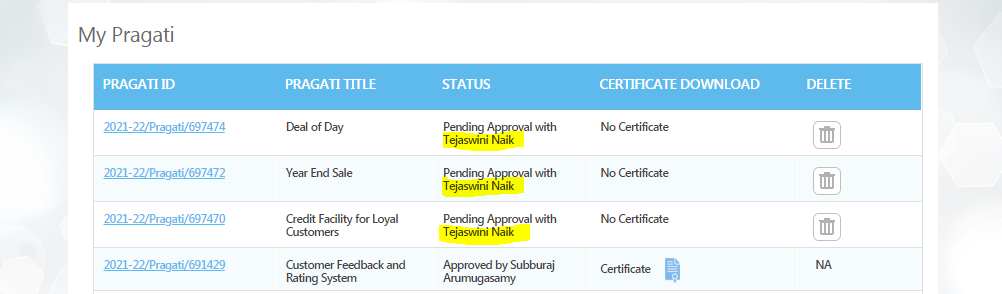 My Pragati
PRAGATI ID PRAGATI TITLE STATUS CERTIFICATE DOWNLOAD DELETE
2021-22/Pragati/697474 Deal of Day Pending Approval with No Certificate
Tejaswini Naik
2021-22/Pragati/697472 Year End Sale Pending Approval with No Certificate
Tejaswini Naik
2021-22/Pragati/697470 Credit Facility for Loyal Pending Approval with No Certificate
Customers Tejaswini Naik
2021-22/Pragati/691429 Customer Feedback and Approved by Subburaj Certificate NA
Rating System Arumugasamy